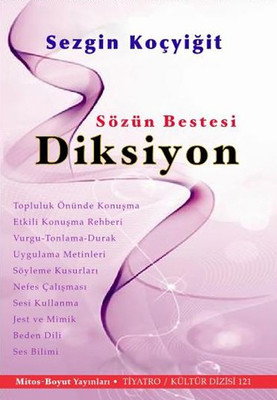 Sezgin Koçyiğit
Sözün Bestesi
Diksiyon
Topluluk Önünde Konuşma
Etkili Konuşma Rehberi
Vurgu-Tonlama-Durak
Uygulama Metinleri
Söyleme Kusurları
Nefes Çalışması
Sesi Kullanma
Jest ve Mimik
Beden Dili
Ses Bilimi
Mitos-Boyut Yayınları • TİYATRO / KÜLTÜR DİZİSİ 121